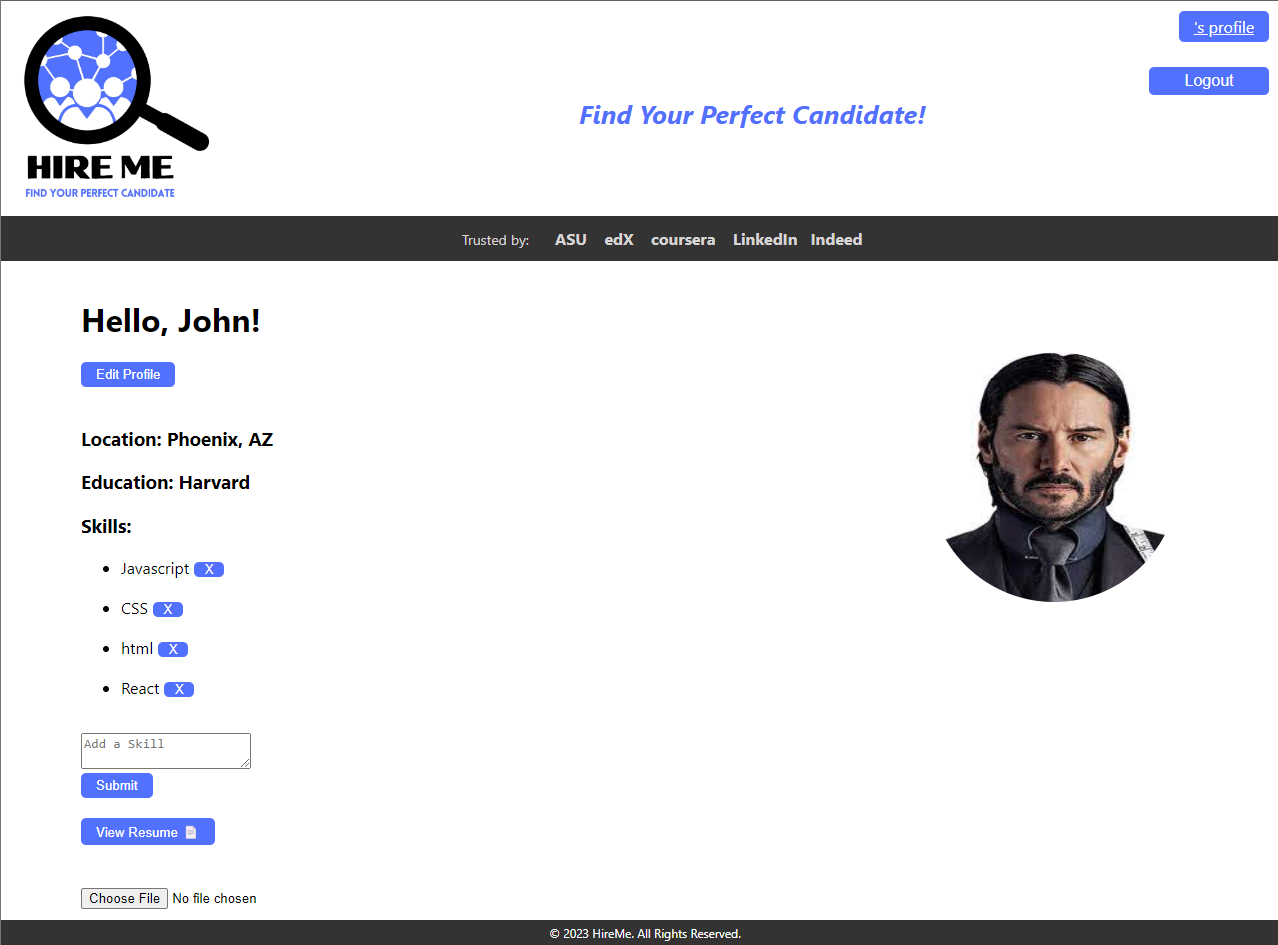 's profile
Logout
Find Your Perfect Candidate!
HIRE ME
FIND YOUR PERFECT CANDIDATE
Trusted by: ASU edX coursera LinkedIn Indeed
Hello, John!
Edit Profile
Location: Phoenix, AZ
Education: Harvard
Skills:
Javascript X
CSS X
html X
React X
Add a Skill
Submit
View Resume
Choose File No file chosen
© 2023 HireMe. All Rights Reserved.